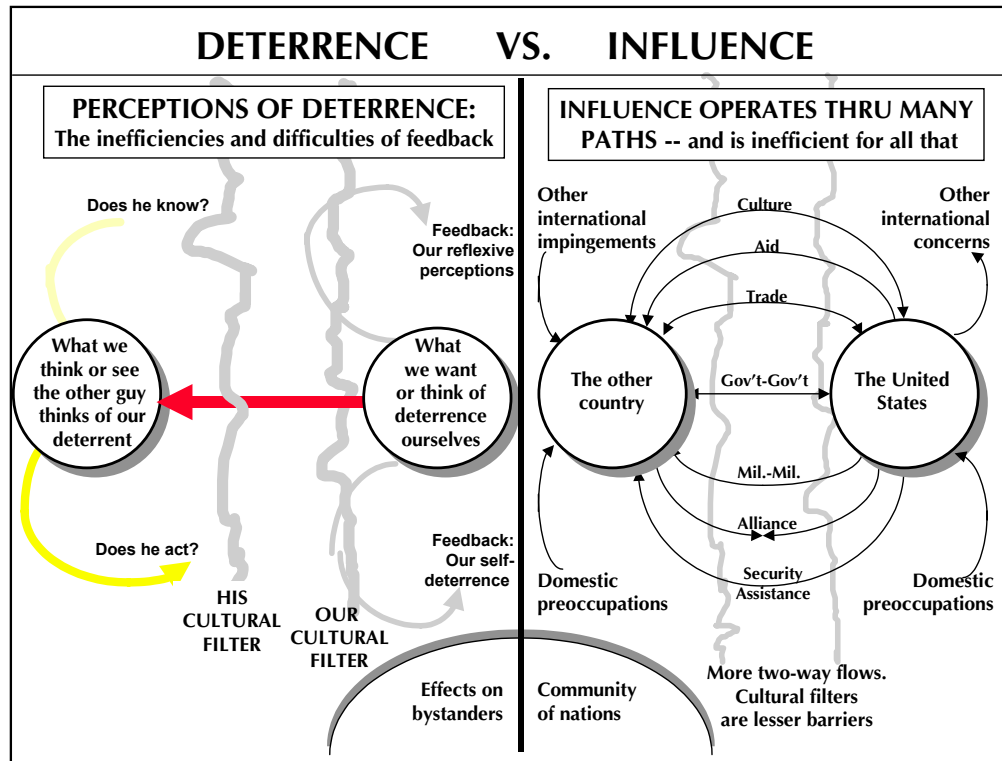 DETERRENCE VS. INFLUENCE
PERCEPTIONS OF DETERRENCE:
The inefficiencies and difficulties of feedback
Does he know?
Feedback:
Our reflexive
perceptions
What we
think or see
the other guy
thinks of our
deterrent
What
we want
or think of
deterrence
ourselves
Does he act?
Feedback:
Our self-
deterrence
HIS
CULTURAL
FILTER
OUR
CULTURAL
FILTER
Effects on
bystanders
INFLUENCE OPERATES THRU MANY
PATHS -- and is inefficient for all that
Other
international
impingements
Culture
Aid
Trade
Other
international
concerns
The other
country
Gov't-Gov't
The United
States
Mil.-Mil.
Alliance
Security
Assistance
Domestic
preoccupations
Domestic
preoccupations
Community
of nations
More two-way flows.
Cultural filters
are lesser barriers